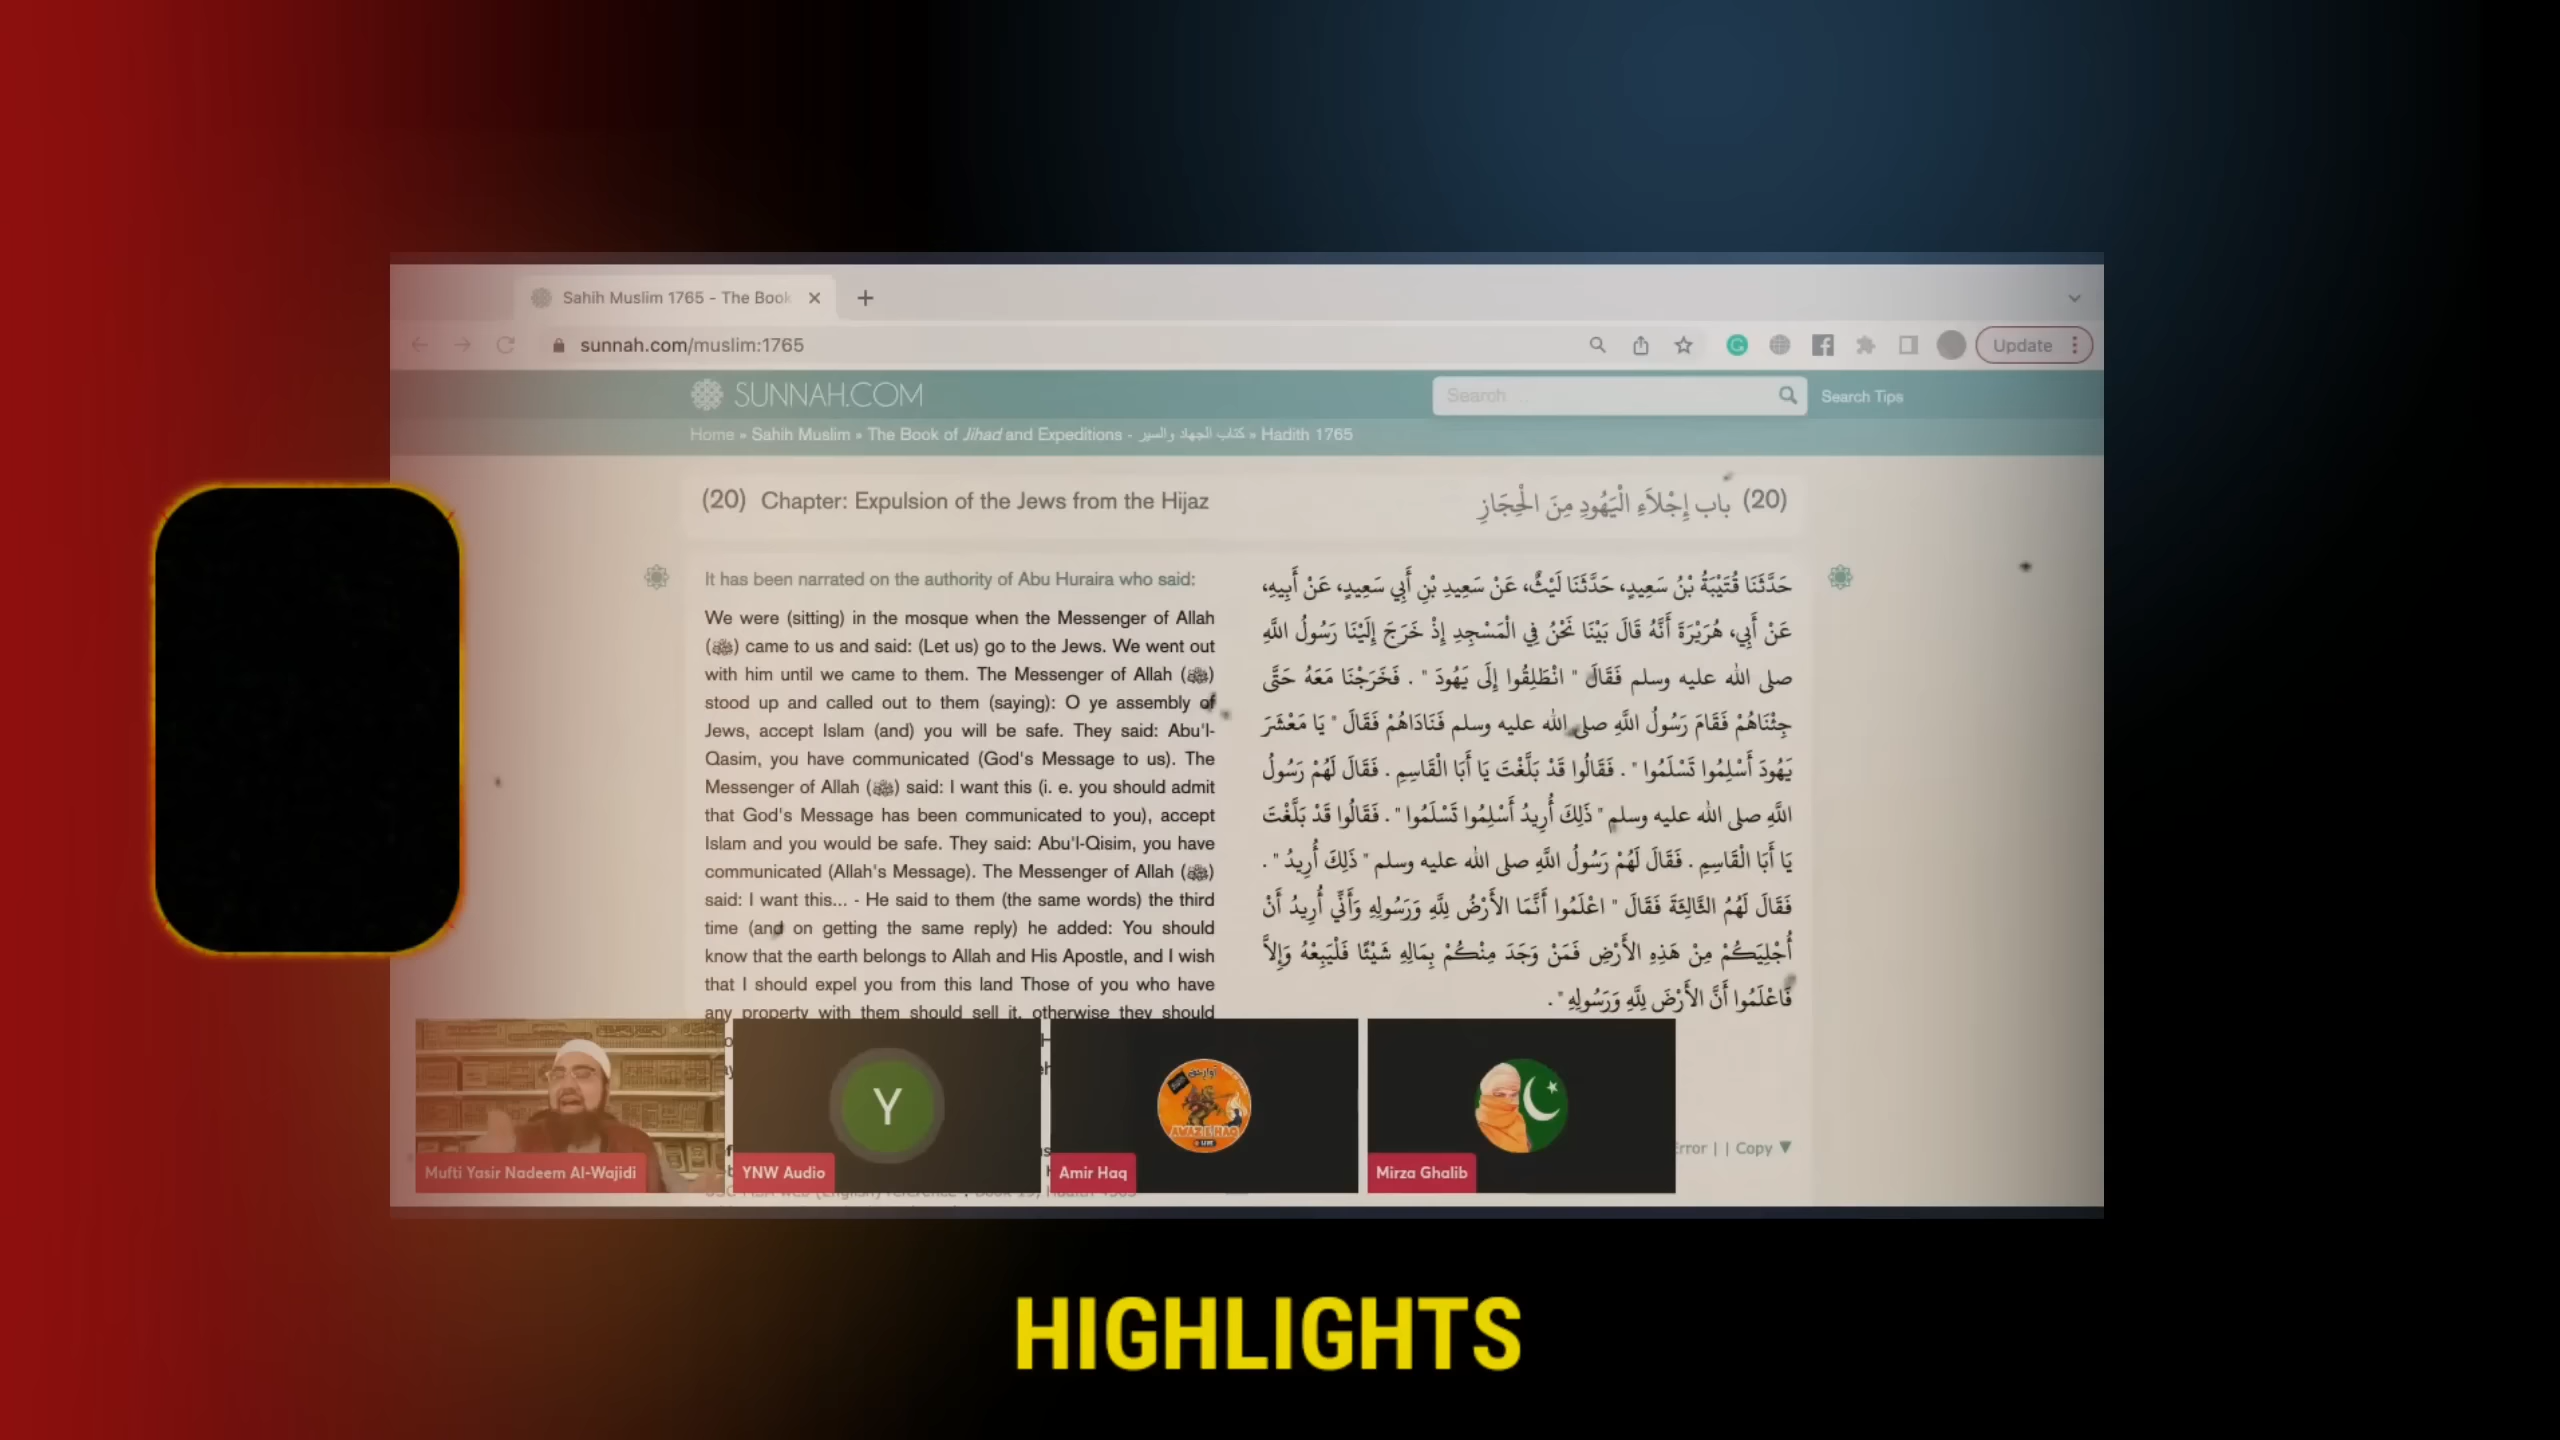 Sahih Muslim 1765 - The Book
sunnah.com/muslim:1765
Update
SUNNAH.COM
Search …
Search Tips
Home » Sahih Muslim » The Book of Jihad and Expeditions - كتاب الجهاد والسير » Hadith 1765
(20) Chapter: Expulsion of the Jews from the Hijaz
(20) باب إِجْلاَءِ الْيَهُودِ مِنَ الْحِجَازِ
It has been narrated on the authority of Abu Huraira who said:
We were (sitting) in the mosque when the Messenger of Allah
(ﷺ) came to us and said: (Let us) go to the Jews. We went out
with him until we came to them. The Messenger of Allah (ﷺ)
stood up and called out to them (saying): O ye assembly of
Jews, accept Islam (and) you will be safe. They said: Abu'l-
Qasim, you have communicated (God's Message to us). The
Messenger of Allah (ﷺ) said: I want this (i. e. you should admit
that God's Message has been communicated to you), accept
Islam and you would be safe. They said: Abu'l-Qisim, you have
communicated (Allah's Message). The Messenger of Allah (ﷺ)
said: I want this... - He said to them (the same words) the third
time (and on getting the same reply) he added: You should
know that the earth belongs to Allah and His Apostle, and I wish
that I should expel you from this land Those of you who have
any property with them should sell it, otherwise they should
حَدَّثَنَا قُتَيْبَةُ بْنُ سَعِيدٍ، حَدَّثَنَا لَيْثٌ، عَنْ سَعِيدِ بْنِ أَبِي سَعِيدٍ، عَنْ أَبِيهِ،
عَنْ أَبِي، هُرَيْرَةَ أَنَّهُ قَالَ بَيْنَا نَحْنُ فِي الْمَسْجِدِ إِذْ خَرَجَ إِلَيْنَا رَسُولُ اللَّهِ
صلى الله عليه وسلم فَقَالَ " انْطَلِقُوا إِلَى يَهُودَ " . فَخَرَجْنَا مَعَهُ حَتَّى
جِئْنَاهُمْ فَقَامَ رَسُولُ اللَّهِ صلى الله عليه وسلم فَنَادَاهُمْ فَقَالَ " يَا مَعْشَرَ
يَهُودَ أَسْلِمُوا تَسْلَمُوا " . فَقَالُوا قَدْ بَلَّغْتَ يَا أَبَا الْقَاسِمِ . فَقَالَ لَهُمْ رَسُولُ
اللَّهِ صلى الله عليه وسلم " ذَلِكَ أُرِيدُ أَسْلِمُوا تَسْلَمُوا " . فَقَالُوا قَدْ بَلَّغْتَ
يَا أَبَا الْقَاسِمِ . فَقَالَ لَهُمْ رَسُولُ اللَّهِ صلى الله عليه وسلم " ذَلِكَ أُرِيدُ " .
فَقَالَ لَهُمُ الثَّالِثَةَ فَقَالَ " اعْلَمُوا أَنَّمَا الأَرْضُ لِلَّهِ وَرَسُولِهِ وَأَنِّي أُرِيدُ أَنْ
أُجْلِيَكُمْ مِنْ هَذِهِ الأَرْضِ فَمَنْ وَجَدَ مِنْكُمْ بِمَالِهِ شَيْئًا فَلْيَبِعْهُ وَإِلاَّ
فَاعْلَمُوا أَنَّ الأَرْضَ لِلَّهِ وَرَسُولِهِ " .
Error | | Copy ▼
Y
AWAZ E HAQ
LIVE
Mufti Yasir Nadeem Al-Wajidi
YNW Audio
Amir Haq
Mirza Ghalib
HIGHLIGHTS